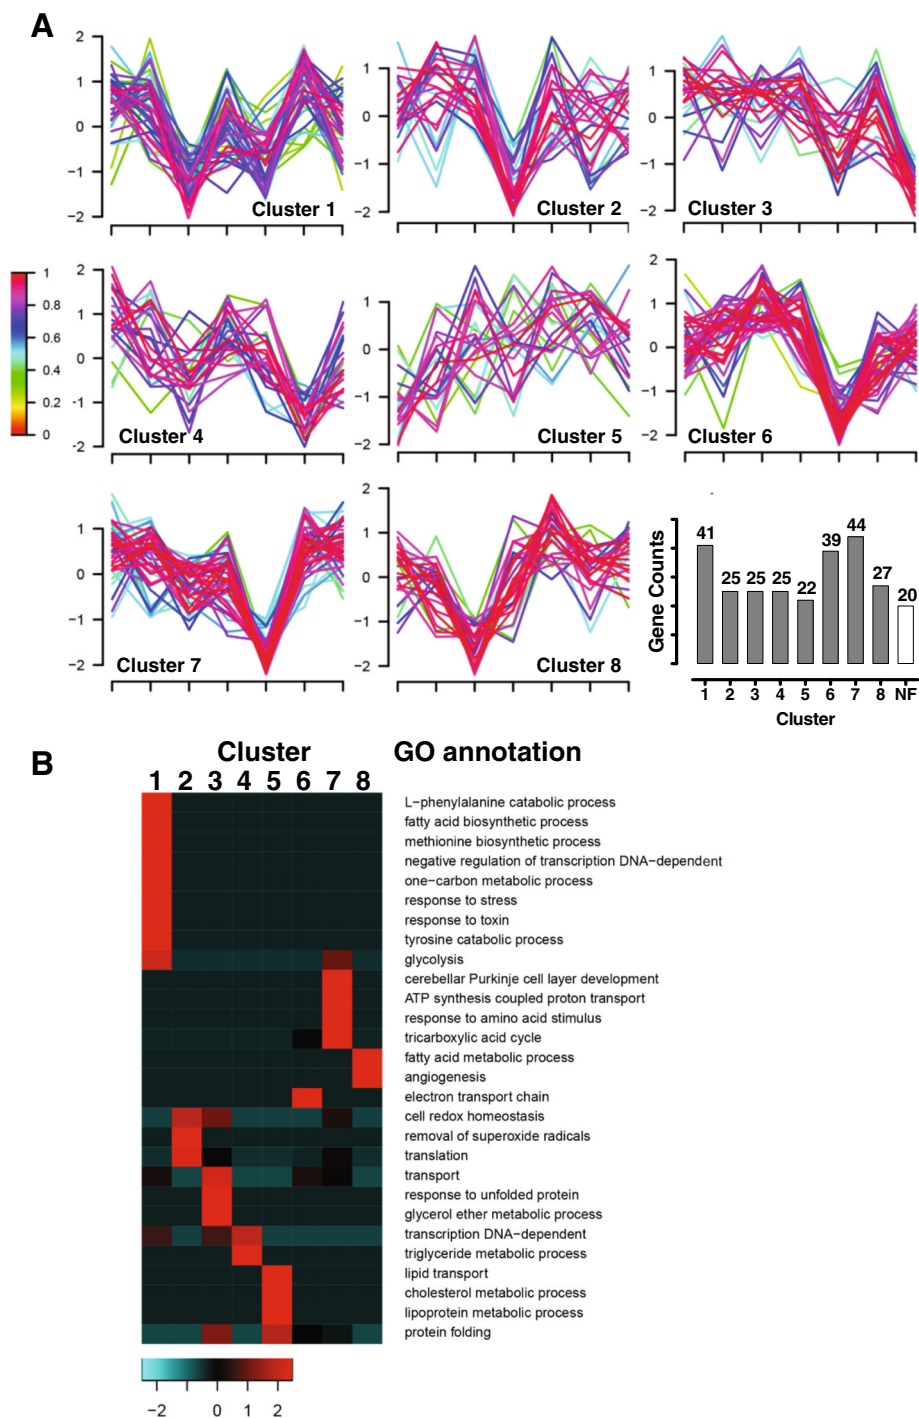 A
2
1
0
−1
−2
Cluster 1
1
0
−1
−2
Cluster 2
1
0
−1
−2
Cluster 3
1
0.8
0.6
0.4
0.2
0
2
1
0
-1
-2
Cluster 4
1
0
−1
−2
Cluster 5
2
1
0
−1
−2
Cluster 6
1
0
−1
−2
Cluster 7
2
1
0
−1
−2
Cluster 8
Gene Counts
41
25
25
25
22
39
44
27
20
1 2 3 4 5 6 7 8 NF
Cluster
B
Cluster
GO annotation
1 2 3 4 5 6 7 8
L−phenylalanine catabolic process
fatty acid biosynthetic process
methionine biosynthetic process
negative regulation of transcription DNA−dependent
one−carbon metabolic process
response to stress
response to toxin
tyrosine catabolic process
glycolysis
cerebellar Purkinje cell layer development
ATP synthesis coupled proton transport
response to amino acid stimulus
tricarboxylic acid cycle
fatty acid metabolic process
angiogenesis
electron transport chain
cell redox homeostasis
removal of superoxide radicals
translation
transport
response to unfolded protein
glycerol ether metabolic process
transcription DNA−dependent
triglyceride metabolic process
lipid transport
cholesterol metabolic process
lipoprotein metabolic process
protein folding
−2 0 1 2